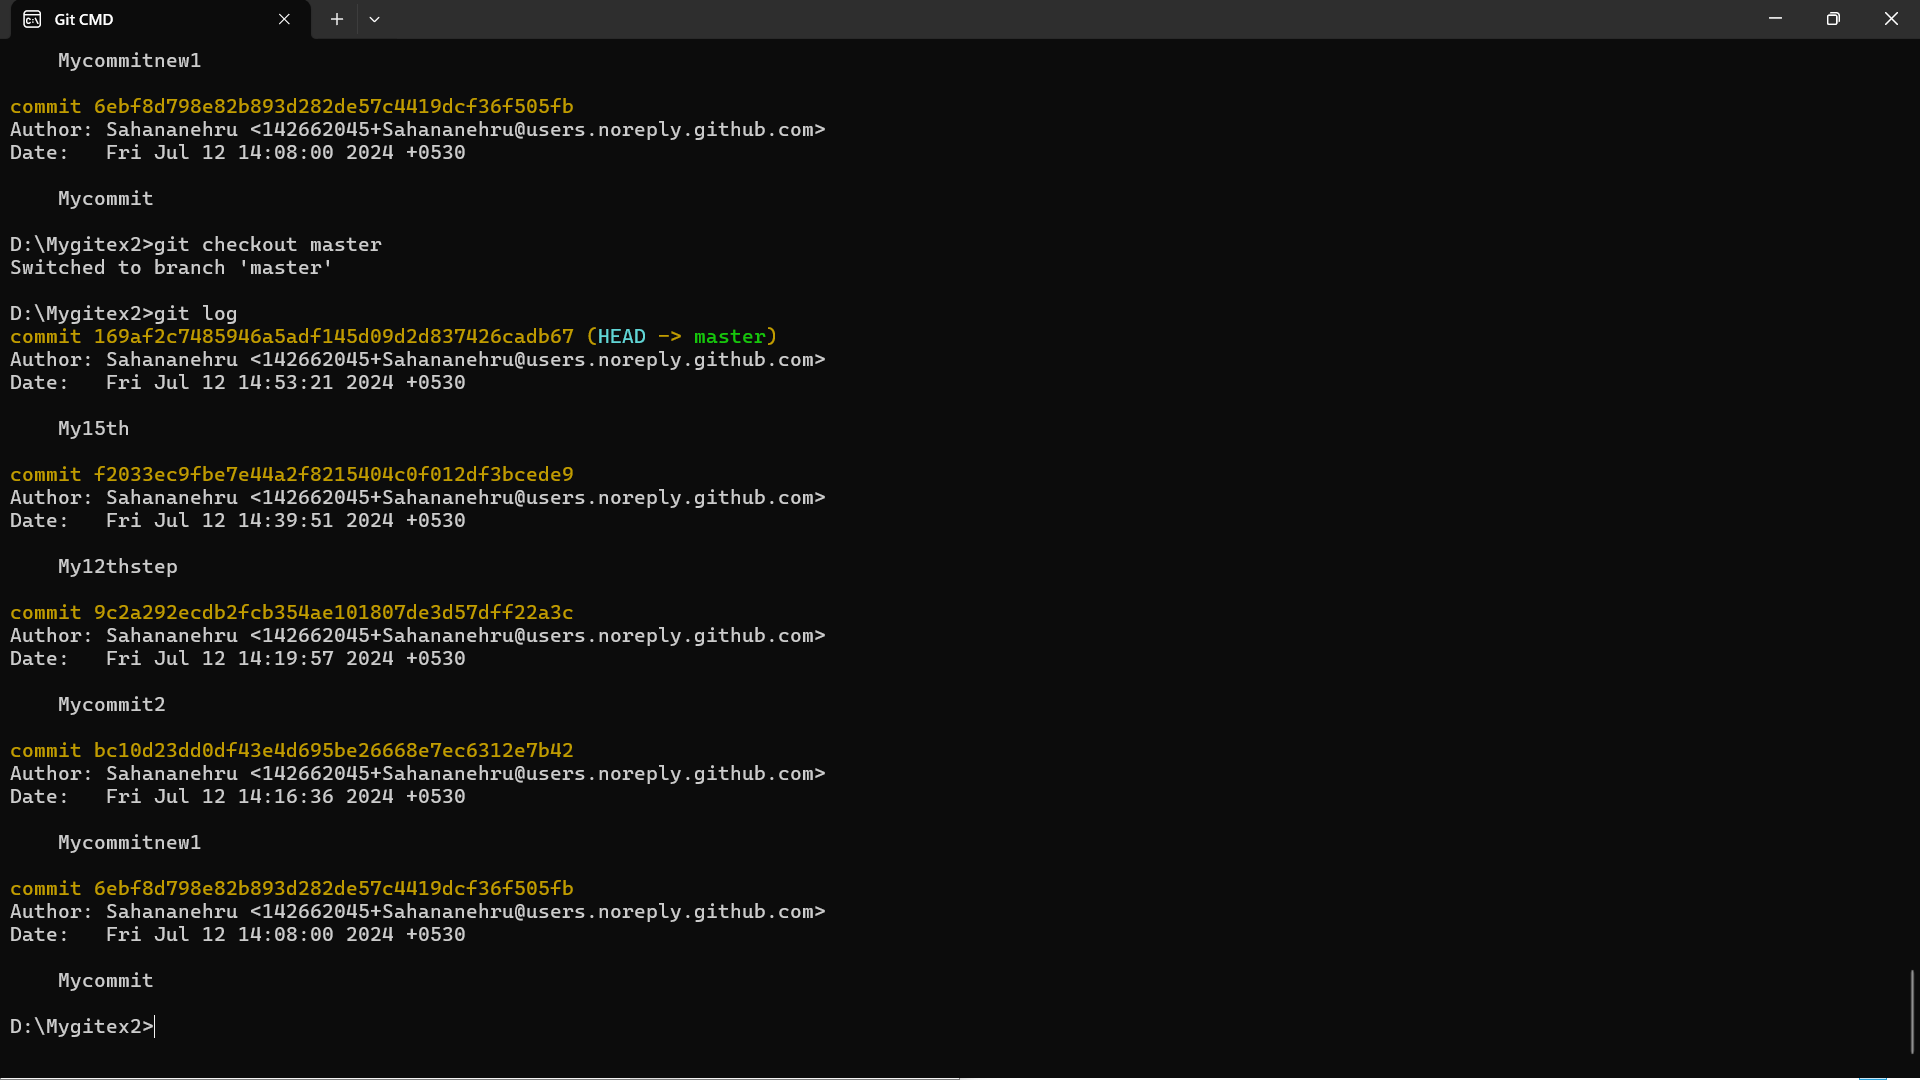 Git CMD
Mycommitnew1
commit 6ebf8d798e82b893d282de57c4419dcf36f505fb
Author: Sahananehru <142662045+Sahananehru@users.noreply.github.com>
Date:   Fri Jul 12 14:08:00 2024 +0530
Mycommit
D:\Mygitex2>git checkout master
Switched to branch 'master'
D:\Mygitex2>git log
commit 169af2c7485946a5adf145d09d2d837426cadb67 (HEAD -> master)
Author: Sahananehru <142662045+Sahananehru@users.noreply.github.com>
Date:   Fri Jul 12 14:53:21 2024 +0530
My15th
commit f2033ec9fbe7e44a2f8215404c0f012df3bcede9
Author: Sahananehru <142662045+Sahananehru@users.noreply.github.com>
Date:   Fri Jul 12 14:39:51 2024 +0530
My12thstep
commit 9c2a292ecdb2fcb354ae101807de3d57dff22a3c
Author: Sahananehru <142662045+Sahananehru@users.noreply.github.com>
Date:   Fri Jul 12 14:19:57 2024 +0530
Mycommit2
commit bc10d23dd0df43e4d695be26668e7ec6312e7b42
Author: Sahananehru <142662045+Sahananehru@users.noreply.github.com>
Date:   Fri Jul 12 14:16:36 2024 +0530
Mycommitnew1
commit 6ebf8d798e82b893d282de57c4419dcf36f505fb
Author: Sahananehru <142662045+Sahananehru@users.noreply.github.com>
Date:   Fri Jul 12 14:08:00 2024 +0530
Mycommit
D:\Mygitex2>